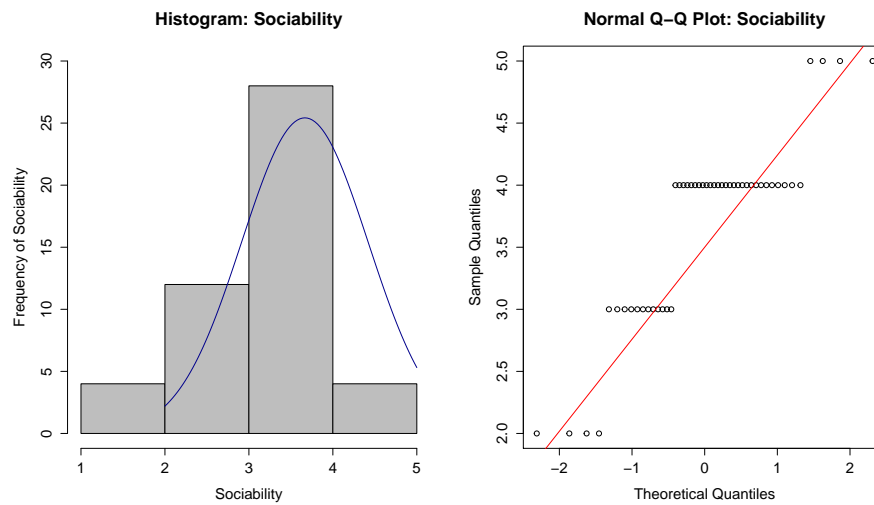 Histogram: Sociability
Frequency of Sociability
30
25
20
15
10
5
0
1 2 3 4 5
Sociability
Normal Q−Q Plot: Sociability
Sample Quantiles
5.0
4.5
4.0
3.5
3.0
2.5
2.0
−2 −1 0 1 2
Theoretical Quantiles